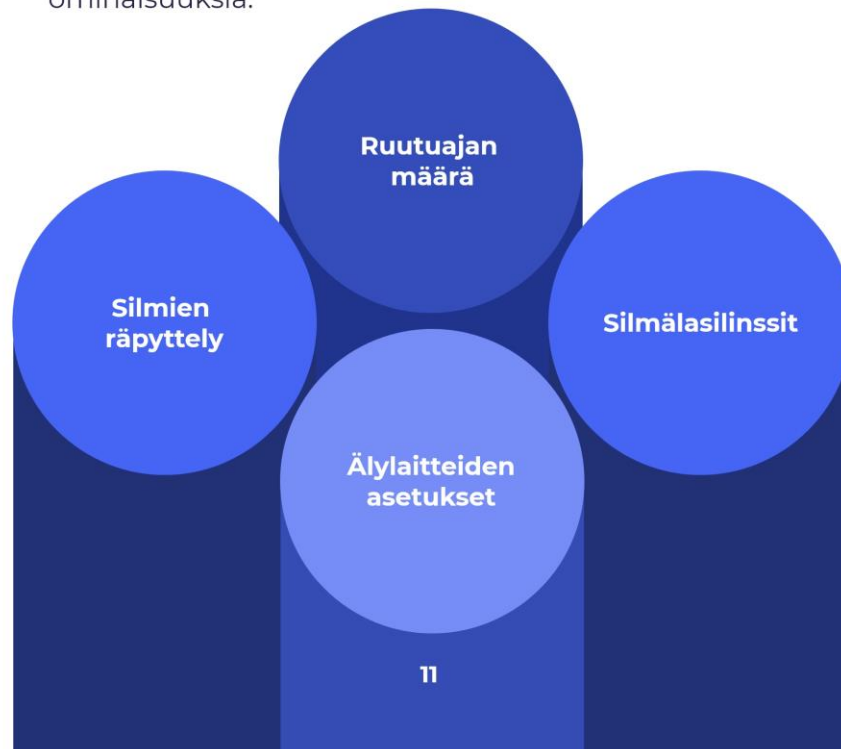 ominaisuuksia.
Ruutuajan
määrä
Silmien
räpyttely
Silmälasilinssit
Älylaitteiden
asetukset
11